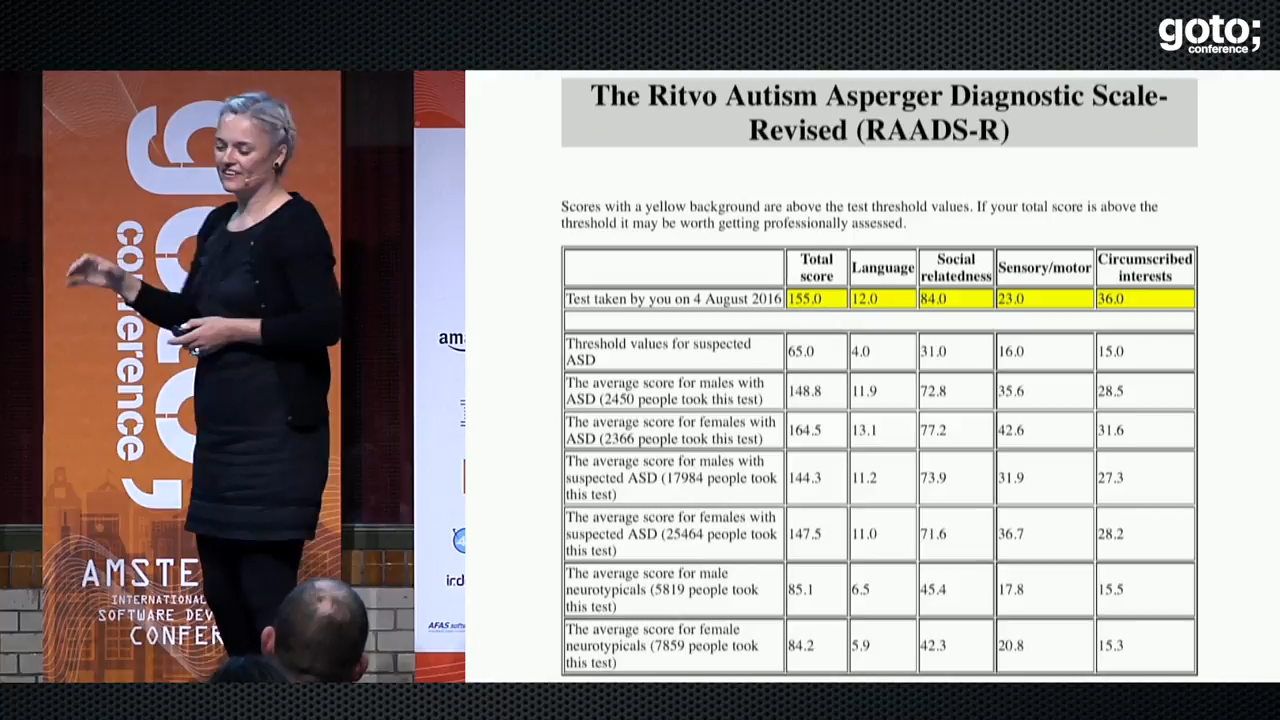 goto;
conference
goto;
conference
The Ritvo Autism Asperger Diagnostic Scale-
Revised (RAADS-R)
Scores with a yellow background are above the test threshold values. If your total score is above the
threshold it may be worth getting professionally assessed.
Total score Language Social relatedness Sensory/motor Circumscribed interests
Test taken by you on 4 August 2016 155.0 12.0 84.0 23.0 36.0
Threshold values for suspected
ASD 65.0 4.0 31.0 16.0 15.0
The average score for males with
ASD (2450 people took this test) 148.8 11.9 72.8 35.6 28.5
The average score for females with
ASD (2366 people took this test) 164.5 13.1 77.2 42.6 31.6
The average score for males with
suspected ASD (17984 people took
this test) 144.3 11.2 73.9 31.9 27.3
The average score for females with
suspected ASD (25464 people took
this test) 147.5 11.0 71.6 36.7 28.2
The average score for male
neurotypicals (5819 people took
this test) 85.1 6.5 45.4 17.8 15.5
The average score for female
neurotypicals (7859 people took
this test) 84.2 5.9 42.3 20.8 15.3
AMSTE
INTERNATIONAL
SOFTWARE DEV
CONFER
ama
AFAS softw